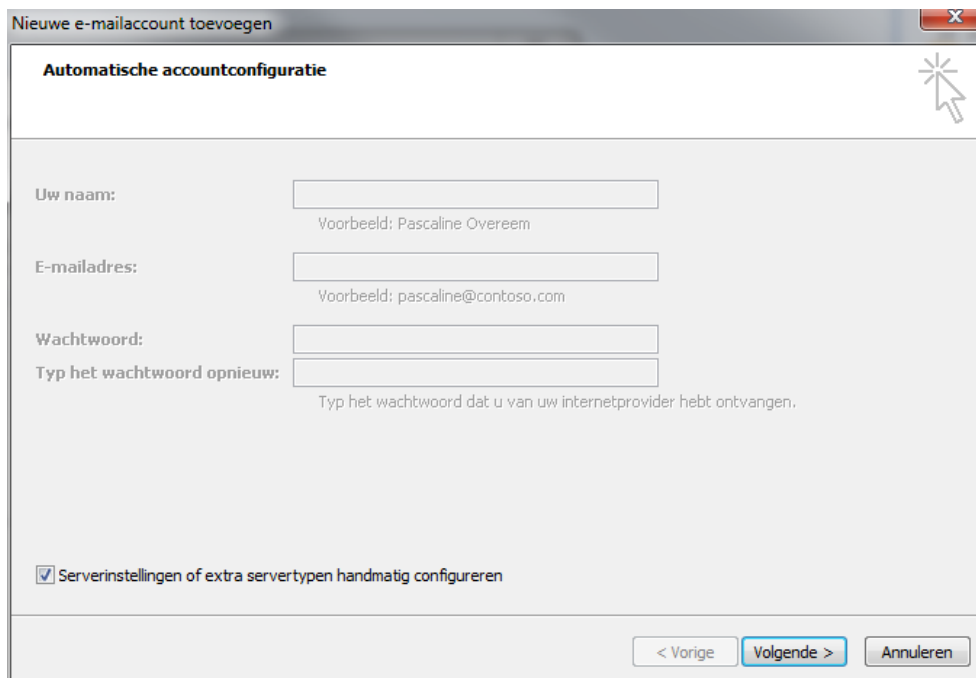 Nieuwe e-mailaccount toevoegen
Automatische accountconfiguratie
Uw naam:
Voorbeeld: Pascaline Overeem
E-mailadres:
Voorbeeld: pascaline@contoso.com
Wachtwoord:
Typ het wachtwoord opnieuw:
Typ het wachtwoord dat u van uw internetprovider hebt ontvangen.
Serverinstellingen of extra servertypen handmatig configureren
< Vorige Volgende > Annuleren